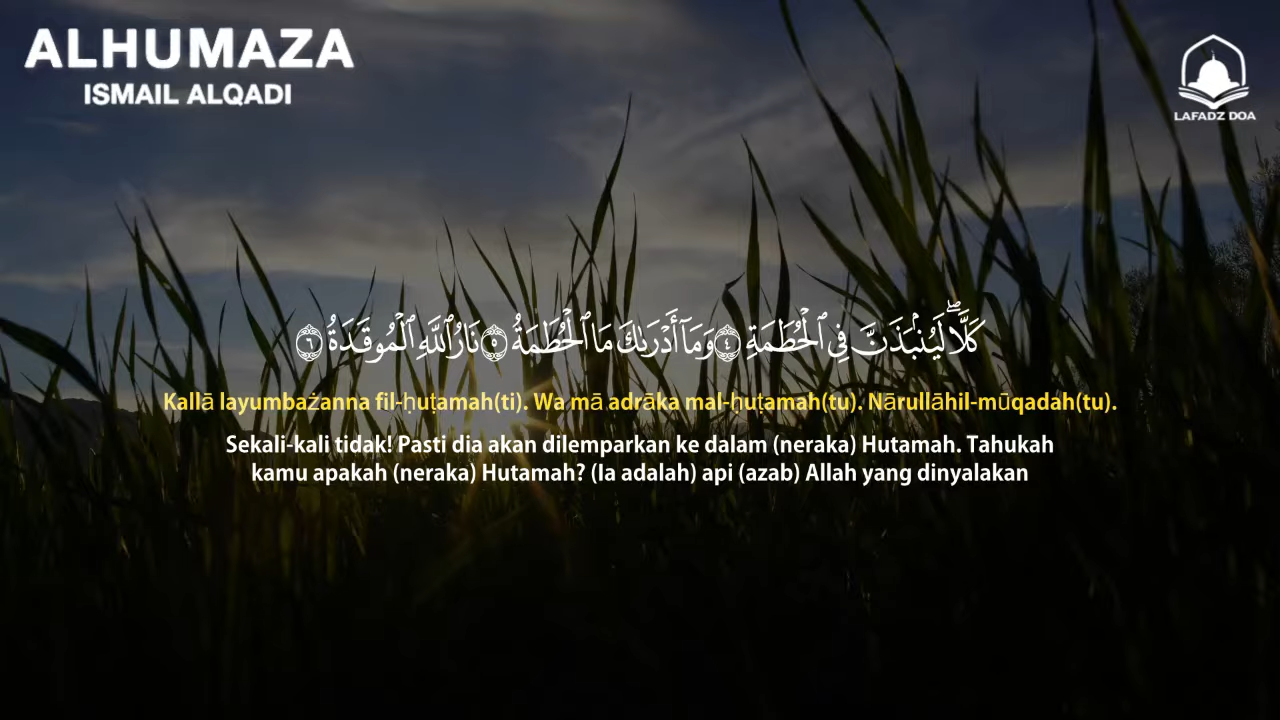 ALHUMAZA
ISMAIL ALQADI
LAFADZ DOA
كَلَّا ۖ لَيُنۢبَذَنَّ فِى ٱلْحُطَمَةِ ٤ وَمَآ أَدْرَىٰكَ مَا ٱلْحُطَمَةُ ٥ نَارُ ٱللَّهِ ٱلْمُوقَدَةُ ٦
Kallā layumbażanna fil-ḥuṭamah(ti). Wa mā adrāka mal-ḥuṭamah(tu). Nārullāhil-mūqadah(tu).
Sekali-kali tidak! Pasti dia akan dilemparkan ke dalam (neraka) Hutamah. Tahukah
kamu apakah (neraka) Hutamah? (Ia adalah) api (azab) Allah yang dinyalakan